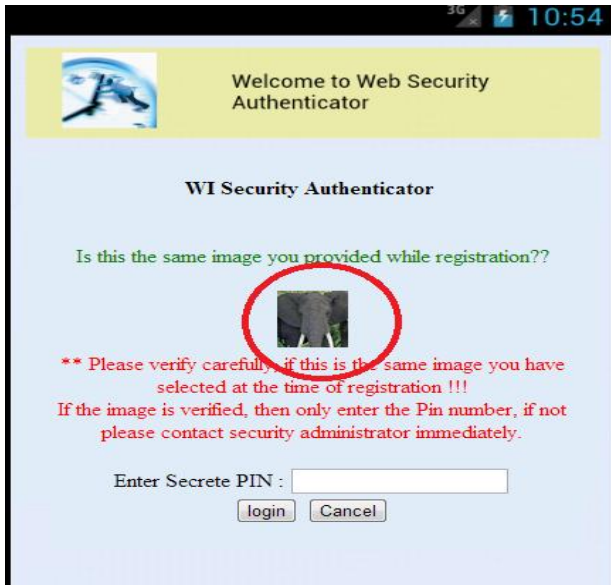 3G 10:54
Welcome to Web Security
Authenticator
WI Security Authenticator
Is this the same image you provided while registration??
** Please verify carefully, if this is the same image you have
selected at the time of registration !!!
If the image is verified, then only enter the Pin number, if not
please contact security administrator immediately.
Enter Secrete PIN :
login Cancel